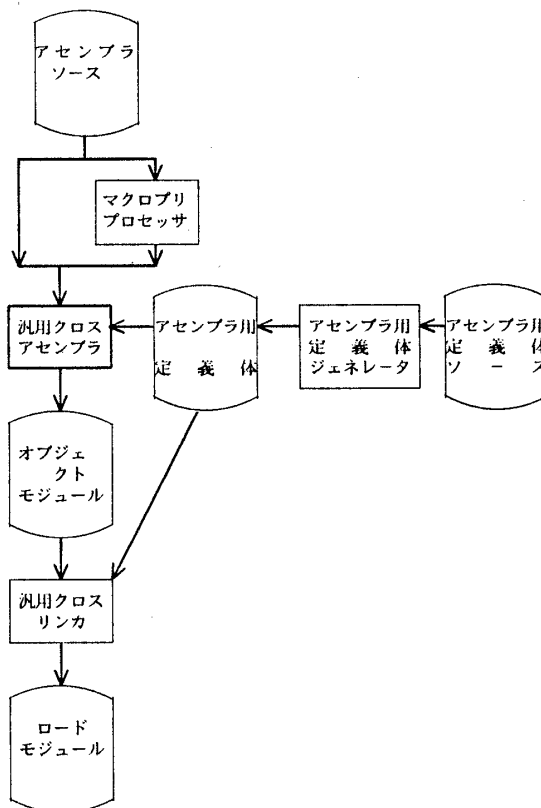 アセンブラ
ソース
マクロプリ
プロセッサ
汎用クロス
アセンブラ
アセンブラ用
定義体
アセンブラ用
定義体
ジェネレータ
アセンブラ用
定義体
ソース
オブジェ
クト
モジュール
汎用クロス
リンカ
ロード
モジュール